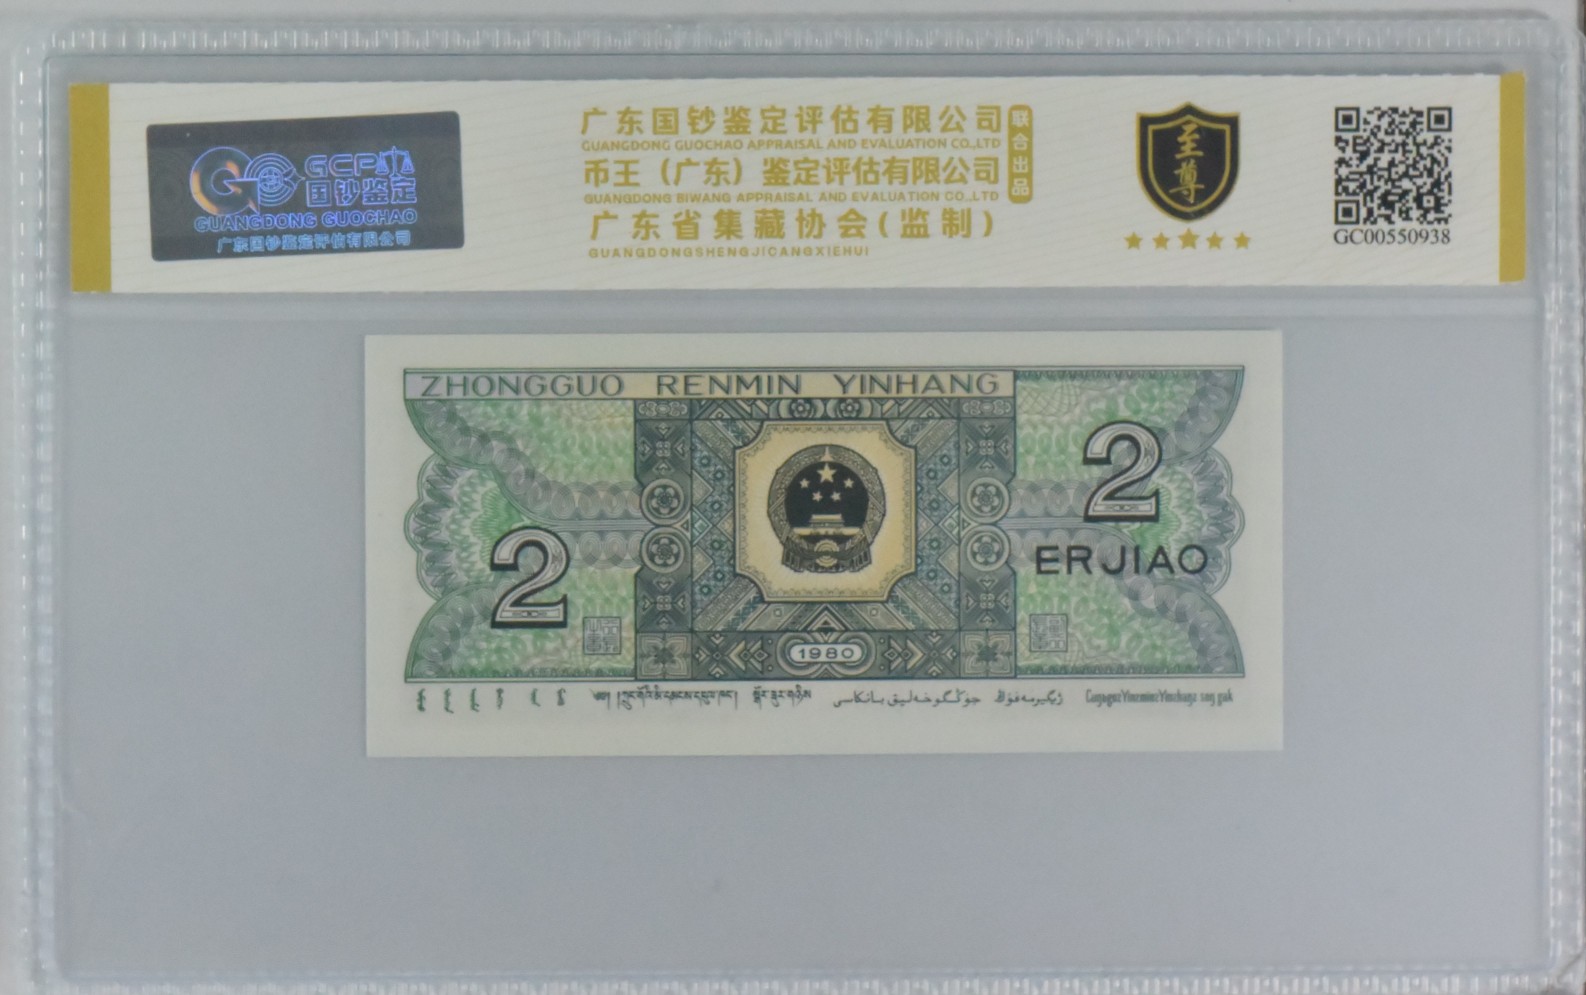 GCP
国钞鉴定
GUANGDONG GUOCHAO
广东国钞鉴定评估有限公司
广东国钞鉴定评估有限公司
GUANGDONG GUOCHAO APPRAISAL AND EVALUATION CO.,LTD
币王（广东）鉴定评估有限公司
GUANGDONG BIWANG APPRAISAL AND EVALUATION CO.,LTD
广东省集藏协会(监制)
GUANGDONGSHENGJICANGXIEHUI
联合出品
至尊
GC00550938
ZHONGGUO RENMIN YINHANG
2
ERJIAO
2
1980